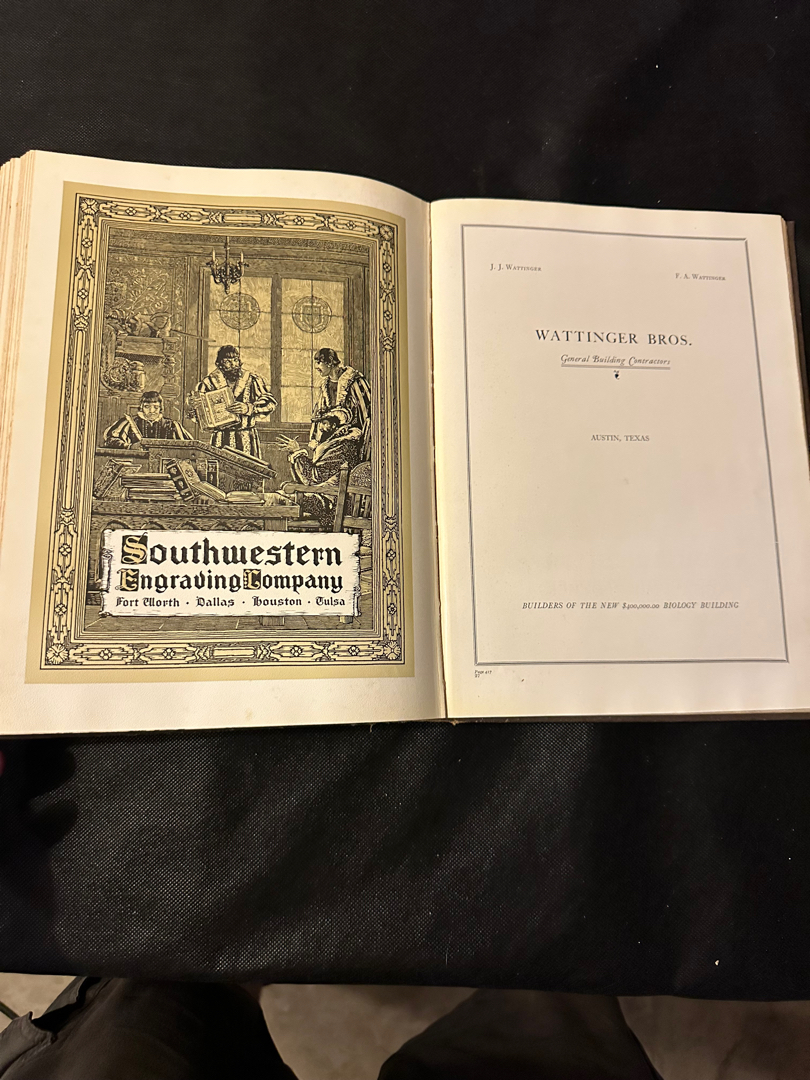 Southwestern
Engraving Company
Fort Worth · Dallas · Houston · Tulsa
J. J. WATTINGER
F. A. WATTINGER
WATTINGER BROS.
General Building Contractors
AUSTIN, TEXAS
BUILDERS OF THE NEW $400,000.00 BIOLOGY BUILDING